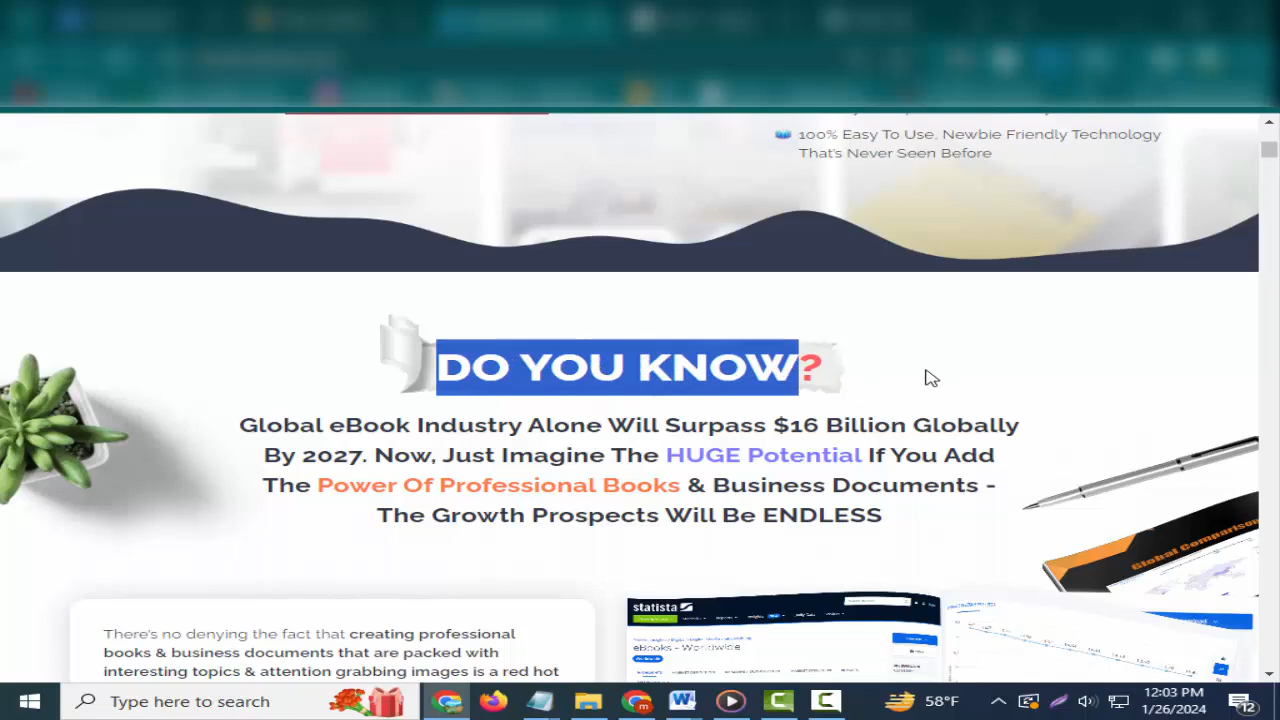 100% Easy To Use, Newbie Friendly Technology
That's Never Seen Before
DO YOU KNOW?
Global eBook Industry Alone Will Surpass $16 Billion Globally
By 2027. Now, Just Imagine The HUGE Potential If You Add
The Power Of Professional Books & Business Documents -
The Growth Prospects Will Be ENDLESS
Global Comparison
There's no denying the fact that creating professional
books & business documents that are packed with
interesting topics & attention grabbing images is a red hot
statista
eBooks - Worldwide
Type here to search
58°F
12:03 PM
1/26/2024
12